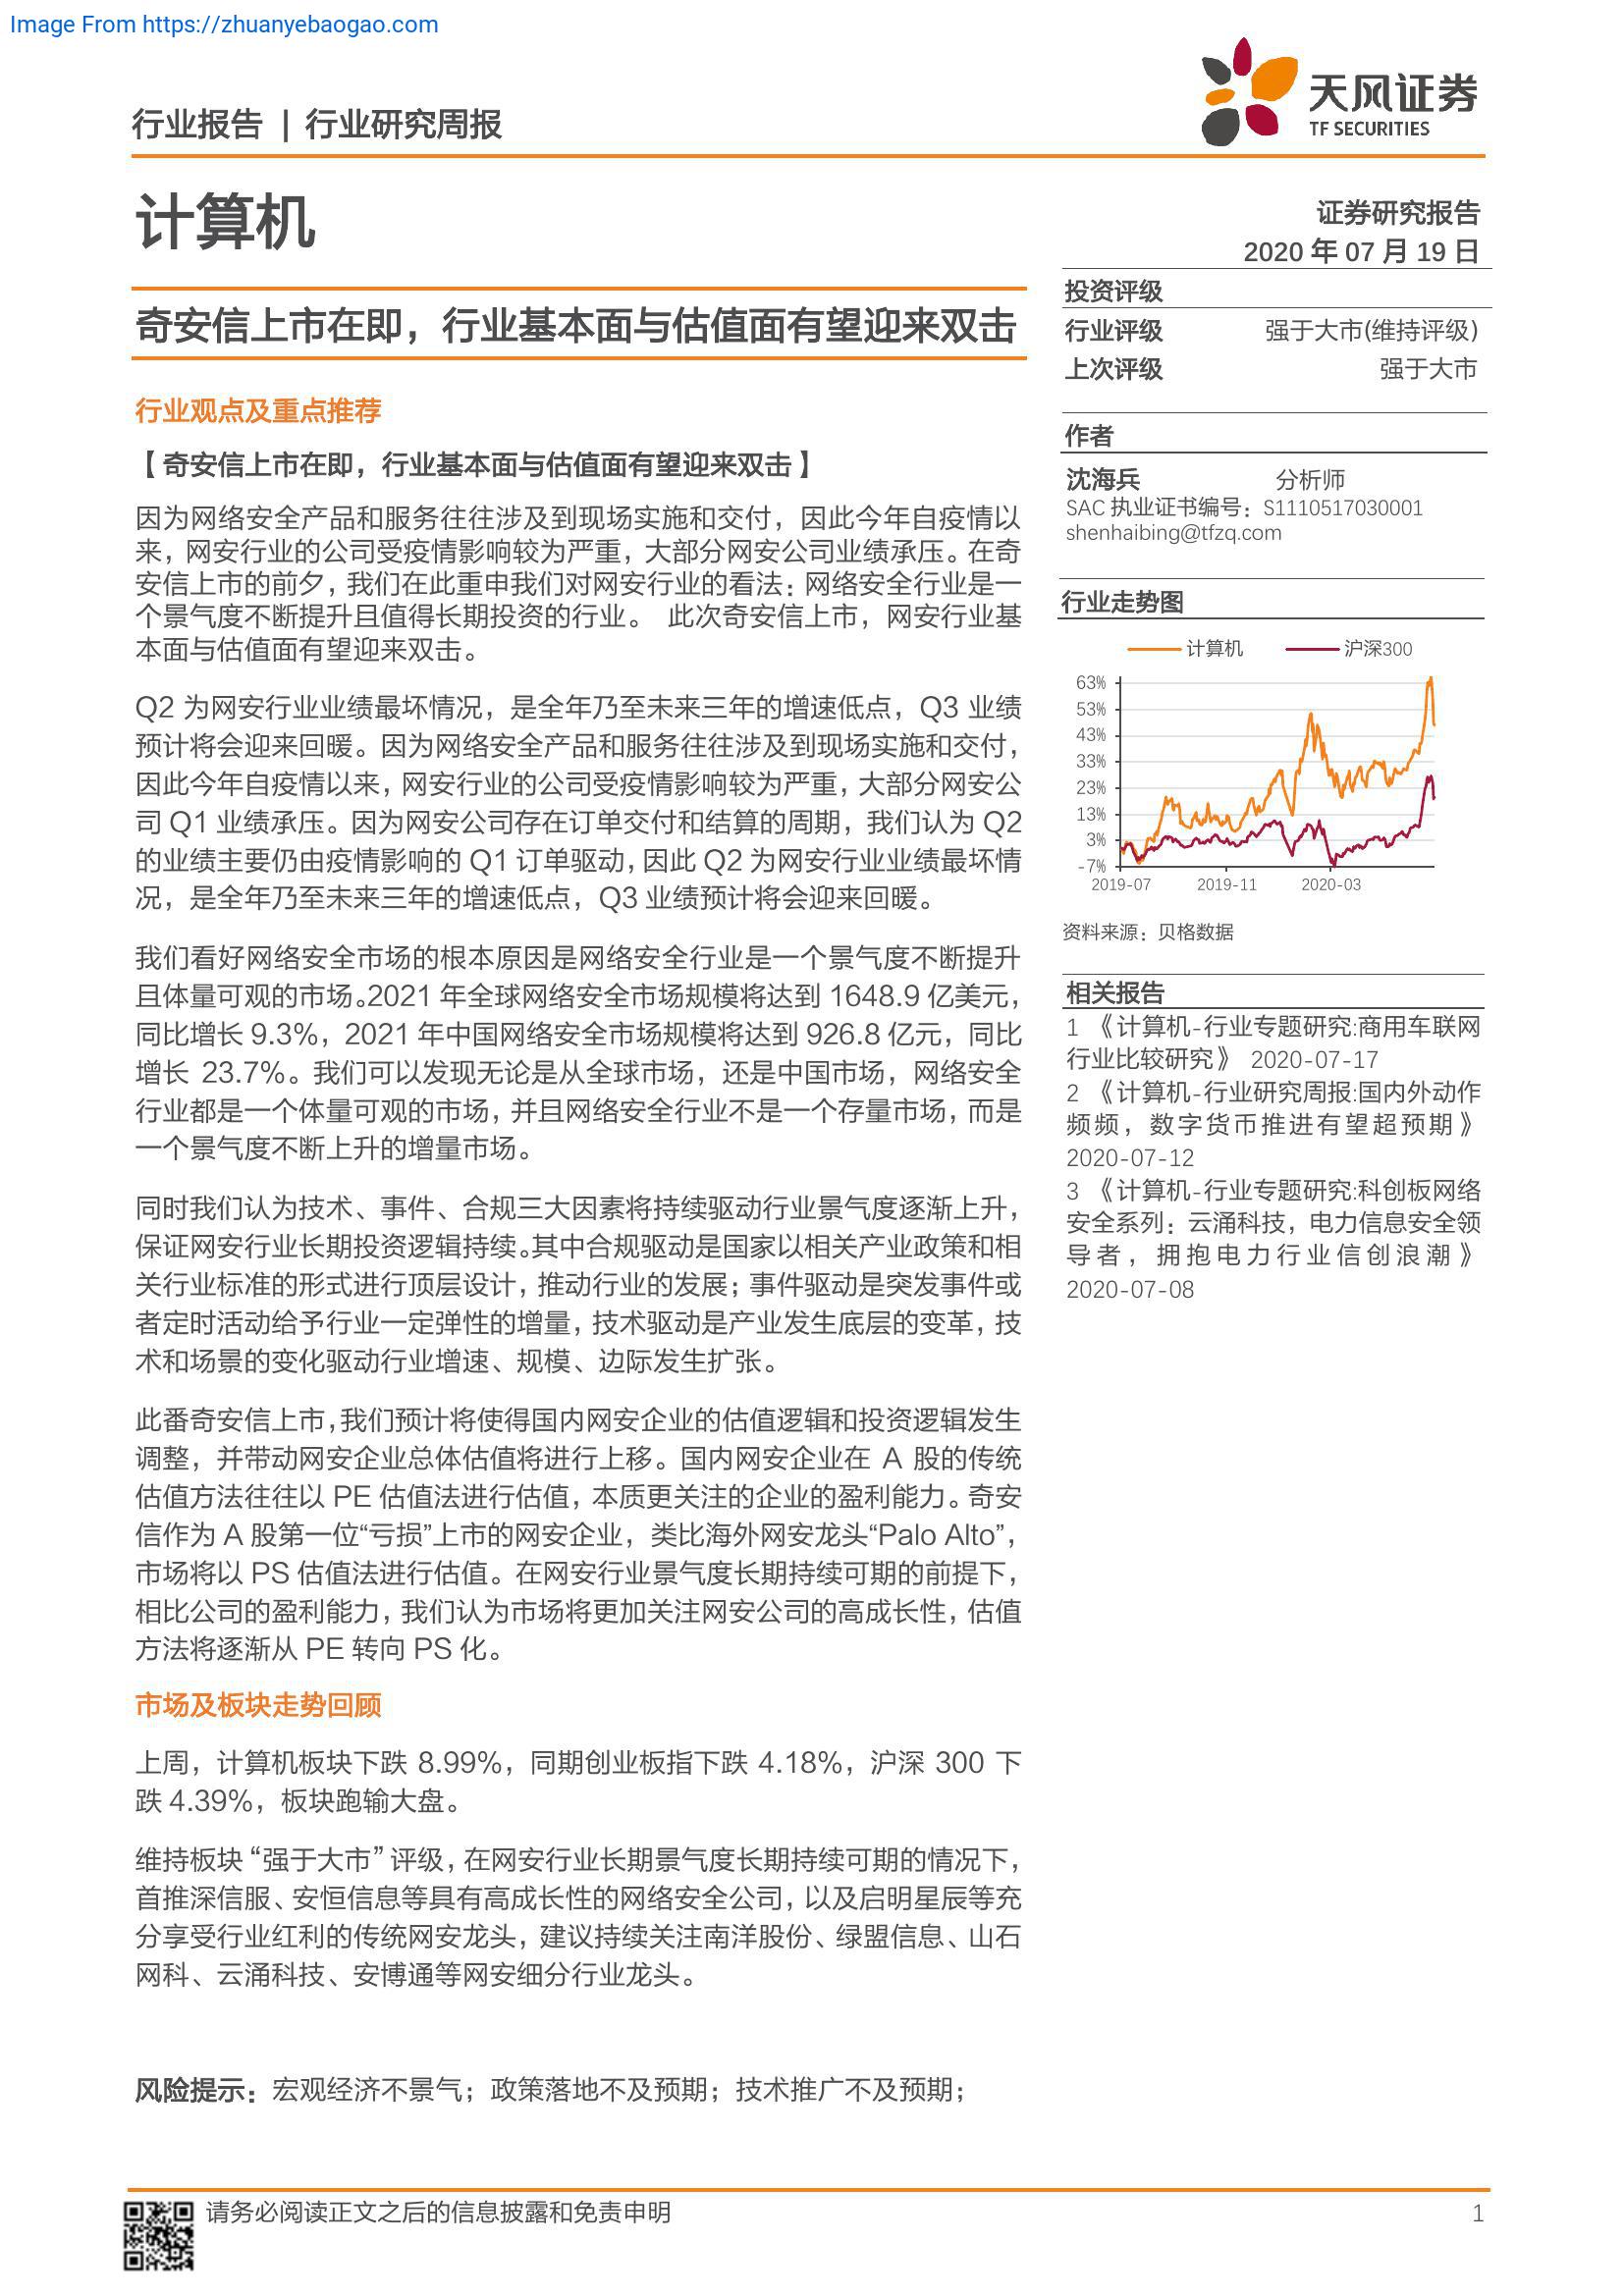 Image From https://zhuanyebaogao.com
行业报告 | 行业研究周报
天风证券
TF SECURITIES
计算机
证券研究报告
2020 年 07 月 19 日
奇安信上市在即，行业基本面与估值面有望迎来双击
行业观点及重点推荐
【奇安信上市在即，行业基本面与估值面有望迎来双击】
因为网络安全产品和服务往往涉及到现场实施和交付，因此今年自疫情以
来，网安行业的公司受疫情影响较为严重，大部分网安公司业绩承压。在奇
安信上市的前夕，我们在此重申我们对网安行业的看法：网络安全行业是一
个景气度不断提升且值得长期投资的行业。 此次奇安信上市，网安行业基
本面与估值面有望迎来双击。
Q2 为网安行业业绩最坏情况，是全年乃至未来三年的增速低点，Q3 业绩
预计将会迎来回暖。因为网络安全产品和服务往往涉及到现场实施和交付，
因此今年自疫情以来，网安行业的公司受疫情影响较为严重，大部分网安公
司 Q1 业绩承压。因为网安公司存在订单交付和结算的周期，我们认为 Q2
的业绩主要仍由疫情影响的 Q1 订单驱动，因此 Q2 为网安行业业绩最坏情
况，是全年乃至未来三年的增速低点，Q3 业绩预计将会迎来回暖。
我们看好网络安全市场的根本原因是网络安全行业是一个景气度不断提升
且体量可观的市场。2021 年全球网络安全市场规模将达到 1648.9 亿美元，
同比增长 9.3%，2021 年中国网络安全市场规模将达到 926.8 亿元，同比
增长 23.7%。我们可以发现无论是从全球市场，还是中国市场，网络安全
行业都是一个体量可观的市场，并且网络安全行业不是一个存量市场，而是
一个景气度不断上升的增量市场。
同时我们认为技术、事件、合规三大因素将持续驱动行业景气度逐渐上升，
保证网安行业长期投资逻辑持续。其中合规驱动是国家以相关产业政策和相
关行业标准的形式进行顶层设计，推动行业的发展；事件驱动是突发事件或
者定时活动给予行业一定弹性的增量，技术驱动是产业发生底层的变革，技
术和场景的变化驱动行业增速、规模、边际发生扩张。
此番奇安信上市，我们预计将使得国内网安企业的估值逻辑和投资逻辑发生
调整，并带动网安企业总体估值将进行上移。国内网安企业在 A 股的传统
估值方法往往以 PE 估值法进行估值，本质更关注的企业的盈利能力。奇安
信作为 A 股第一位“亏损”上市的网安企业，类比海外网安龙头“Palo Alto”，
市场将以 PS 估值法进行估值。在网安行业景气度长期持续可期的前提下，
相比公司的盈利能力，我们认为市场将更加关注网安公司的高成长性，估值
方法将逐渐从 PE 转向 PS 化。
市场及板块走势回顾
上周，计算机板块下跌 8.99%，同期创业板指下跌 4.18%，沪深 300 下
跌 4.39%，板块跑输大盘。
维持板块“强于大市”评级，在网安行业长期景气度长期持续可期的情况下，
首推深信服、安恒信息等具有高成长性的网络安全公司，以及启明星辰等充
分享受行业红利的传统网安龙头，建议持续关注南洋股份、绿盟信息、山石
网科、云涌科技、安博通等网安细分行业龙头。
风险提示：宏观经济不景气；政策落地不及预期；技术推广不及预期；
投资评级
行业评级 强于大市(维持评级)
上次评级 强于大市
作者
沈海兵 分析师
SAC 执业证书编号：S1110517030001
shenhaibing@tfzq.com
行业走势图
计算机 沪深300
63%
53%
43%
33%
23%
13%
3%
-7%
2019-07 2019-11 2020-03
资料来源：贝格数据
相关报告
1 《计算机-行业专题研究:商用车联网
行业比较研究》 2020-07-17
2 《计算机-行业研究周报:国内外动作
频频，数字货币推进有望超预期》
2020-07-12
3 《计算机-行业专题研究:科创板网络
安全系列：云涌科技，电力信息安全领
导者，拥抱电力行业信创浪潮》
2020-07-08
请务必阅读正文之后的信息披露和免责申明 1